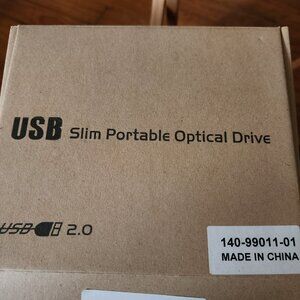 USB Slim Portable Optical Drive
USB 2.0
140-99011-01
MADE IN CHINA